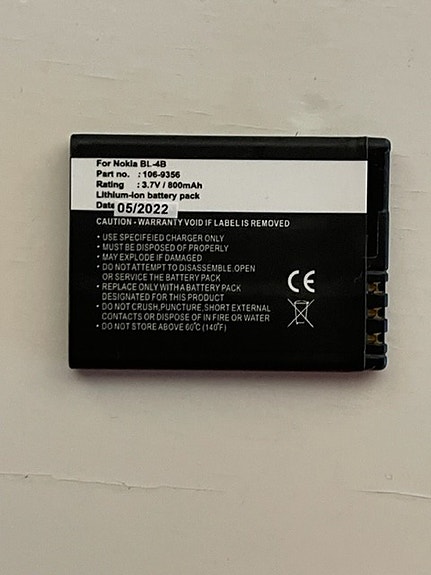 For Nokia BL-4B
Part no. : 106-9356
Rating : 3.7V / 800mAh
Lithium-ion battery pack
Date 05/2022
CAUTION - WARRANTY VOID IF LABEL IS REMOVED
• USE SPECIFEIED CHARGER ONLY
• MUST BE DISPOSED OF PROPERLY
• MAY EXPLODE IF DAMAGED
• DO NOT ATTEMPT TO DISASSEMBLE,OPEN
OR SERVICE THE BATTERY PACK
• REPLACE ONLY WITH A BATTERY PACK
DESIGNATED FOR THIS PRODUCT
• DO NOT CRUSH,PUNCTURE,SHORT EXTERNAL
CONTACTS OR DISPOSE OF IN FIRE OR WATER
• DO NOT STORE ABOVE 60℃ (140℉)
CE